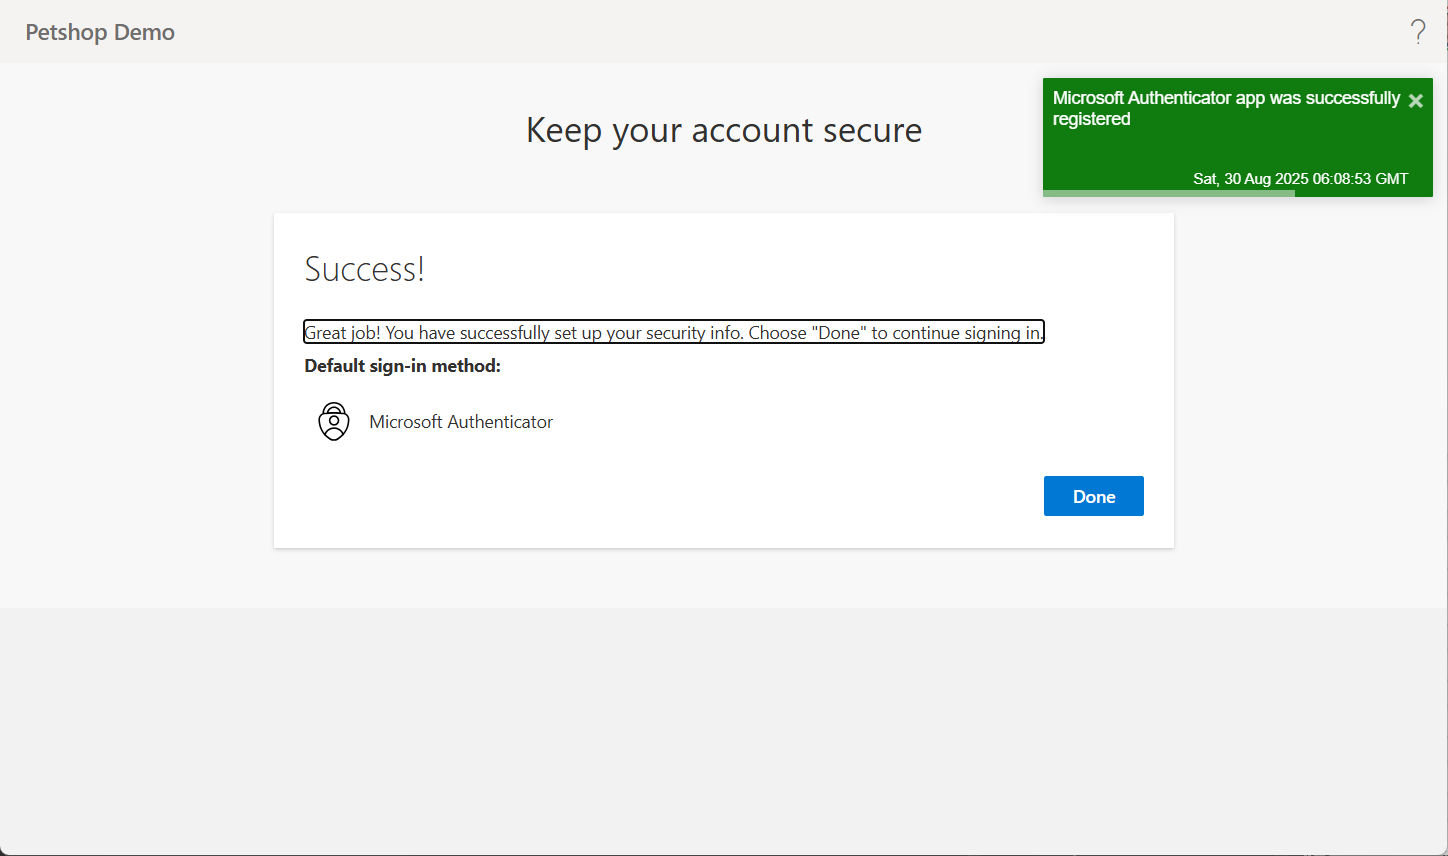 Petshop Demo
?
Microsoft Authenticator app was successfully
registered
Sat, 30 Aug 2025 06:08:53 GMT
Keep your account secure
Success!
Great job! You have successfully set up your security info. Choose "Done" to continue signing in.
Default sign-in method:
Microsoft Authenticator
Done